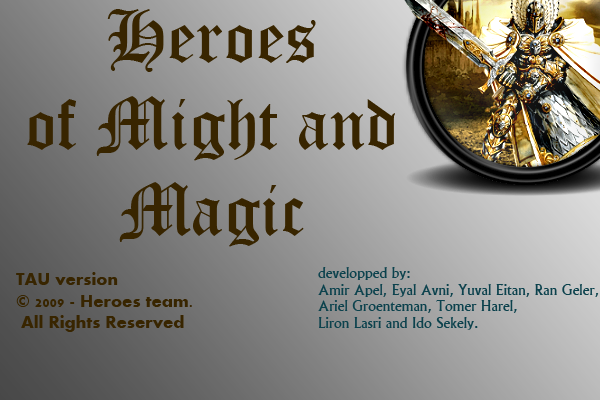 Heroes
of Might and
Magic
TAU version
© 2009 - Heroes team.
All Rights Reserved
developped by:
Amir Apel, Eyal Avni, Yuval Eitan, Ran Geler,
Ariel Groenteman, Tomer Harel,
Liron Lasri and Ido Sekely.